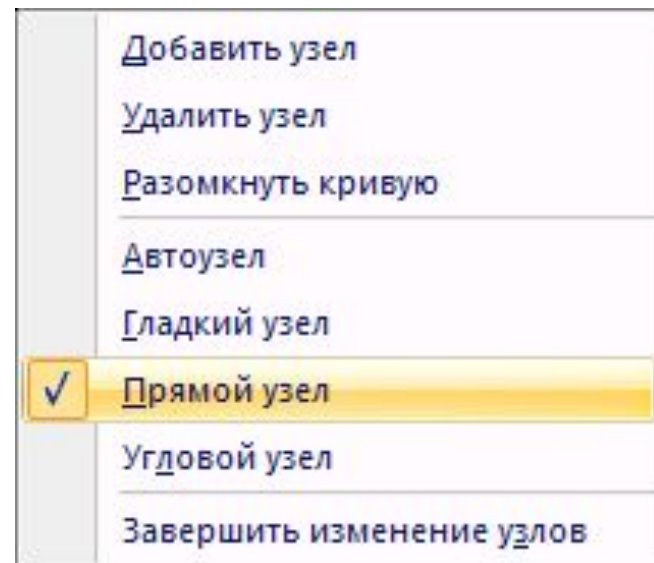 Добавить узел
Удалить узел
Разомкнуть кривую
Автоузел
Гладкий узел
Прямой узел
Угловой узел
Завершить изменение узлов